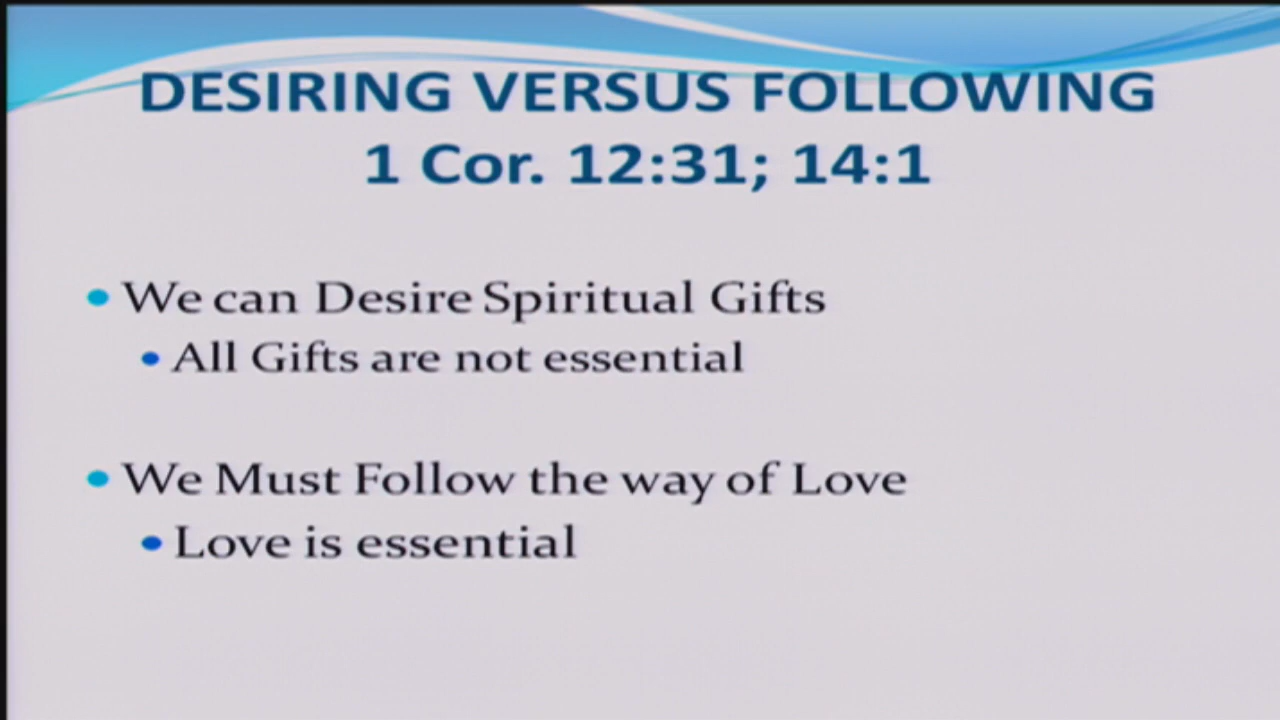 DESIRING VERSUS FOLLOWING
1 Cor. 12:31; 14:1
We can Desire Spiritual Gifts
All Gifts are not essential
We Must Follow the way of Love
Love is essential